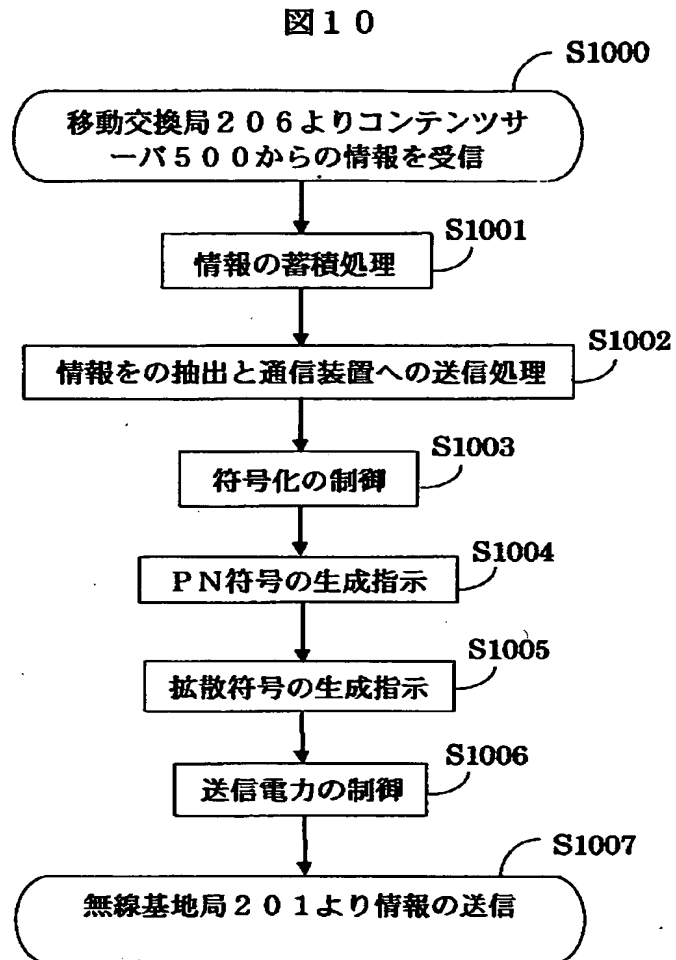 図１０
S1000
移動交換局２０６よりコンテンツサ
ーバ５００からの情報を受信
S1001
情報の蓄積処理
S1002
情報をの抽出と通信装置への送信処理
S1003
符号化の制御
S1004
ＰＮ符号の生成指示
S1005
拡散符号の生成指示
S1006
送信電力の制御
S1007
無線基地局２０１より情報の送信